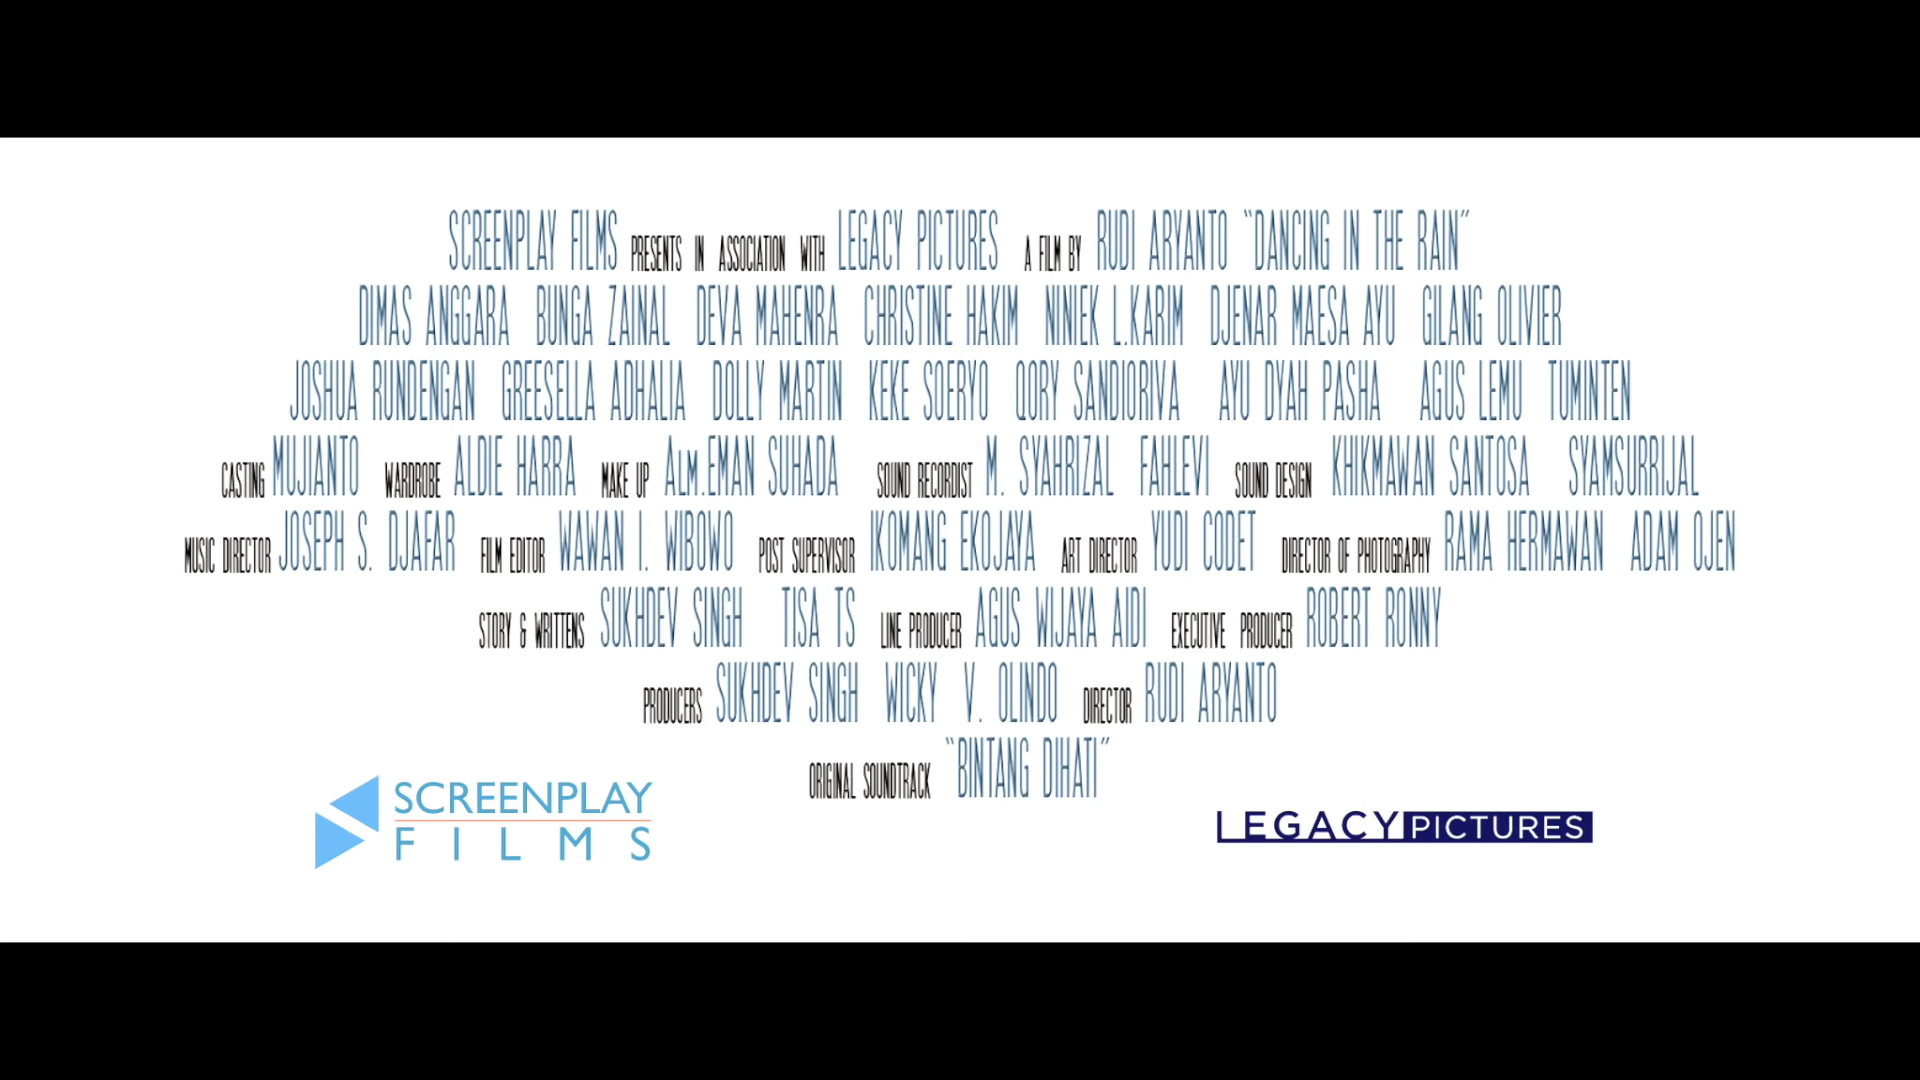 SCREENPLAY FILMS PRESENTS IN ASSOCIATION WITH LEGACY PICTURES A FILM BY RUDI ARYANTO "DANCING IN THE RAIN"
DIMAS ANGGARA BUNGA ZAINAL DEVA MAHENRA CHRISTINE HAKIM NINIEK L.KARIM DJENAR MAESA AYU GILANG OLIVIER
JOSHUA RUNDENGAN GREESELLA ADHALIA DOLLY MARTIN KEKE SOERYO QORY SANDIORIVA AYU DYAH PASHA AGUS LEMU TUMINTEN
CASTING MUJIANTO WARDROBE ALDIE HARRA MAKE UP ALM.EMAN SUHADA SOUND RECORDIST M. SYAHRIZAL FAHLEVI SOUND DESIGN KHIKMAWAN SANTOSA SYAMSURRIJAL
MUSIC DIRECTOR JOSEPH S. DJAFAR FILM EDITOR WAWAN I. WIBOWO POST SUPERVISOR IKOMANG EKOJAYA ART DIRECTOR YUDI CODET DIRECTOR OF PHOTOGRAPHY RAMA HERMAWAN ADAM OJEN
STORY & WRITTENS SUKHDEV SINGH TISA TS LINE PRODUCER AGUS WIJAYA AIDI EXECUTIVE PRODUCER ROBERT RONNY
PRODUCERS SUKHDEV SINGH WICKY V. OLINDO DIRECTOR RUDI ARYANTO
ORIGINAL SOUNDTRACK "BINTANG DIHATI"
SCREENPLAY
FILMS
LEGACY PICTURES